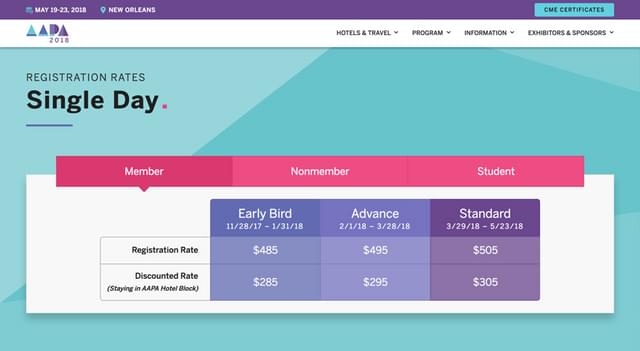 MAY 19-23, 2018
NEW ORLEANS
CME CERTIFICATES
AAPA
2018
HOTELS & TRAVEL
PROGRAM
INFORMATION
EXHIBITORS & SPONSORS
REGISTRATION RATES
Single Day.
Member
Nonmember
Student
Early Bird
11/28/17 – 1/31/18
Advance
2/1/18 – 3/28/18
Standard
3/29/18 – 5/23/18
Registration Rate
$485
$495
$505
Discounted Rate
(Staying in AAPA Hotel Block)
$285
$295
$305